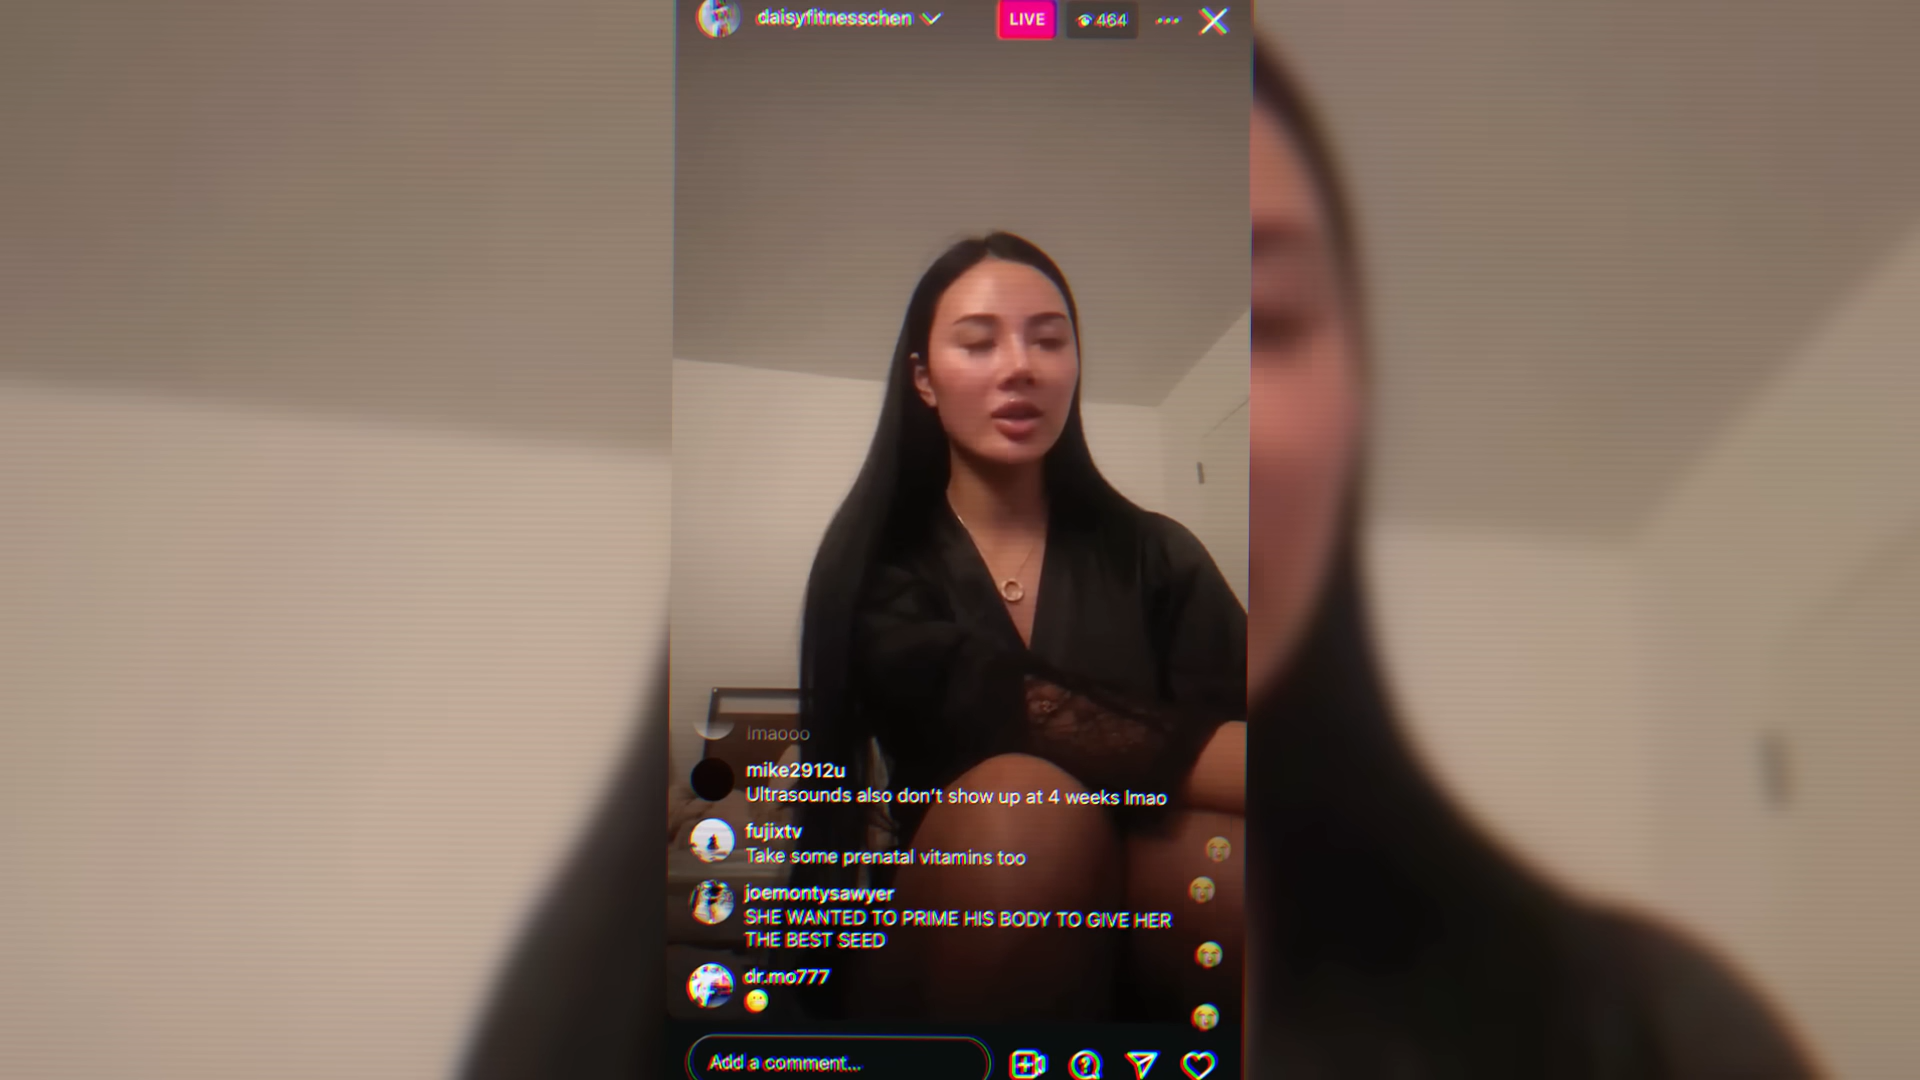 daisyfitnesschen
LIVE
464
lmaooo
mike2912u
Ultrasounds also don't show up at 4 weeks lmao
fujixtv
Take some prenatal vitamins too
joemontysawyer
SHE WANTED TO PRIME HIS BODY TO GIVE HER
THE BEST SEED
dr.mo777
Add a comment...